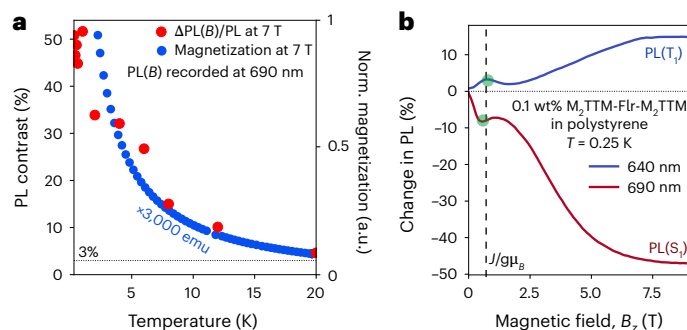 a
50
40
30
20
10
0
PL contrast (%)
ΔPL(B)/PL at 7 T
Magnetization at 7 T
PL(B) recorded at 690 nm
×3,000 emu
3%
5
10
15
20
Temperature (K)
1
0.5
0
Norm. magnetization (a.u.)
b
10
0
–10
–20
–30
–40
–50
Change in PL (%)
PL(T₁)
0.1 wt% M₂TTM-Flr-M₂TTM
in polystyrene
T = 0.25 K
640 nm
690 nm
PL(S₁)
J/gμ_B
0
2.5
5.0
7.5
Magnetic field, B_z (T)